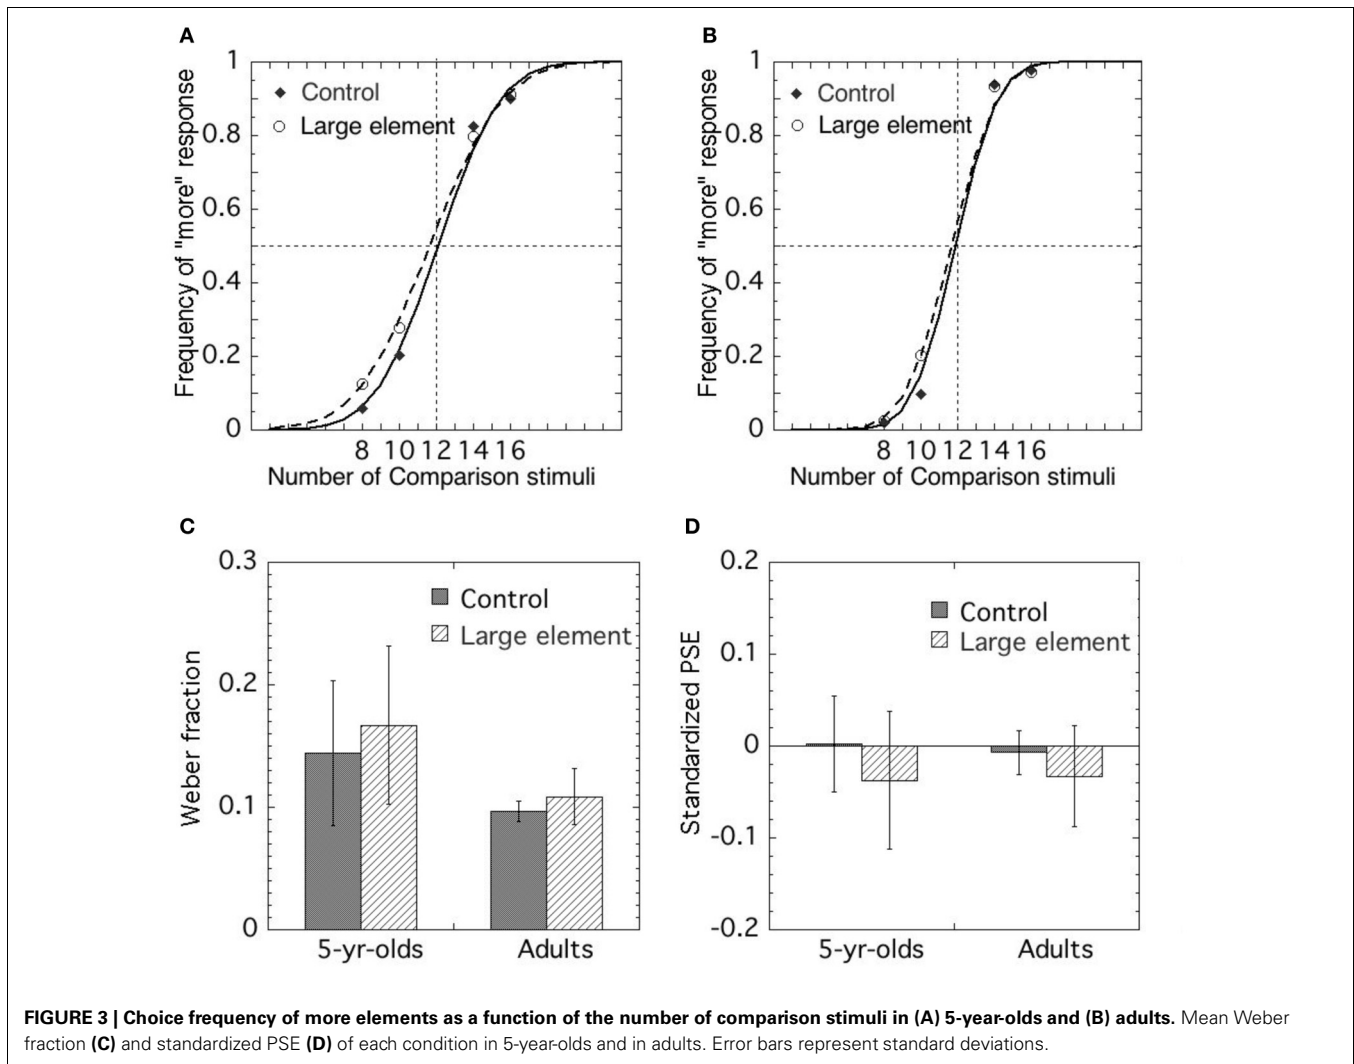 A
Frequency of "more" response
1
0.8
0.6
0.4
0.2
0
Control
Large element
8 10 12 14 16
Number of Comparison stimuli
B
Frequency of "more" response
1
0.8
0.6
0.4
0.2
0
Control
Large element
8 10 12 14 16
Number of Comparison stimuli
C
Weber fraction
0.3
0.2
0.1
0
Control
Large element
5-yr-olds Adults
D
Standardized PSE
0.2
0.1
0
-0.1
-0.2
Control
Large element
5-yr-olds Adults
FIGURE 3 | Choice frequency of more elements as a function of the number of comparison stimuli in (A) 5-year-olds and (B) adults. Mean Weber
fraction (C) and standardized PSE (D) of each condition in 5-year-olds and in adults. Error bars represent standard deviations.